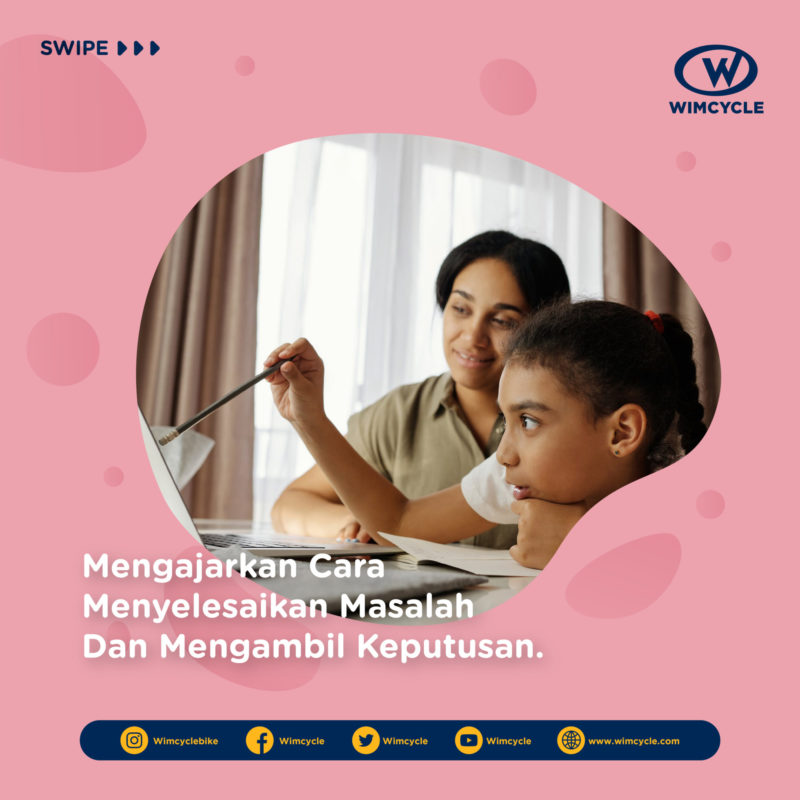 SWIPE
W
WIMCYCLE
Mengajarkan Cara
Menyelesaikan Masalah
Dan Mengambil Keputusan.
Wimcyclebike Wimcycle Wimcycle Wimcycle www.wimcycle.com